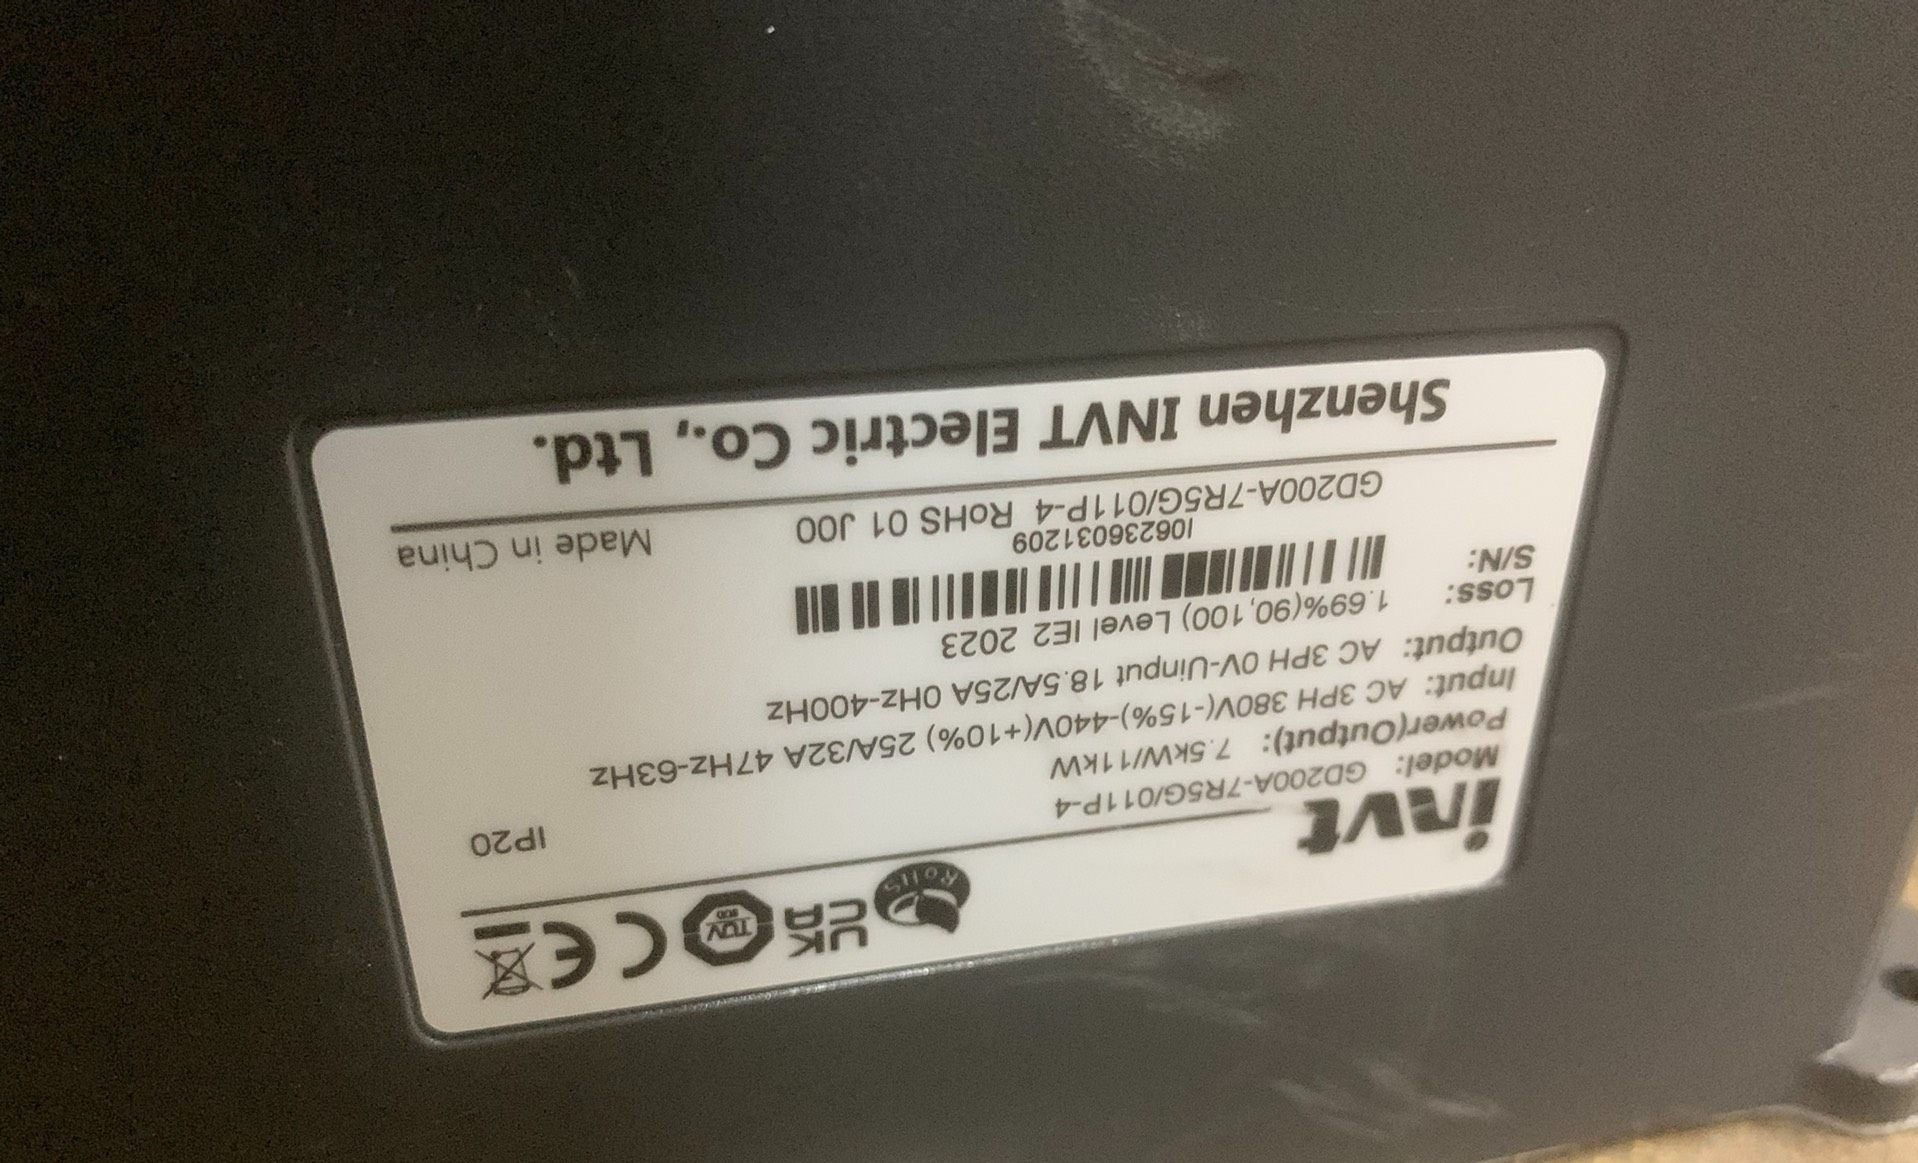 invt
RoHS
UK
CA
TÜV
SÜD
CE
Model: GD200A-7R5G/011P-4
IP20
Power(Output): 7.5kW/11kW
Input: AC 3PH 380V(-15%)-440V(+10%) 25A/32A 47Hz-63Hz
Output: AC 3PH 0V-Uinput 18.5A/25A 0Hz-400Hz
Loss: 1.69%(90,100) Level IE2 2023
S/N:
I06236031209
GD200A-7R5G/011P-4 RoHS 01 J00
Made in China
Shenzhen INVT Electric Co., Ltd.